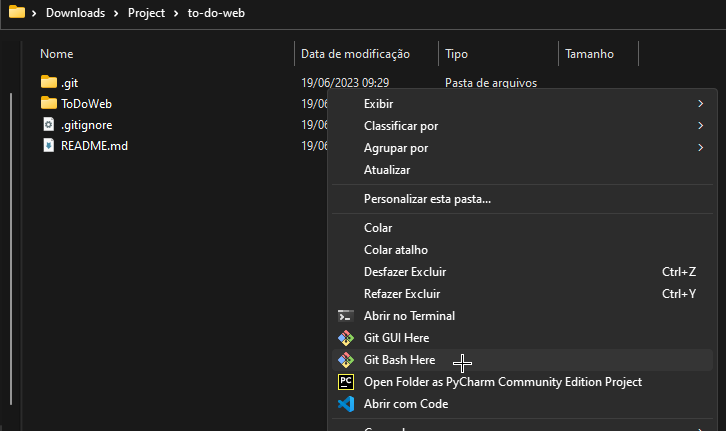 Downloads > Project > to-do-web
Nome Data de modificação Tipo Tamanho
.git 19/06/2023 09:29 Pasta de arquivos
ToDoWeb 19/06
.gitignore 19/06
README.md 19/06
Exibir
Classificar por
Agrupar por
Atualizar
Personalizar esta pasta...
Colar
Colar atalho
Desfazer Excluir Ctrl+Z
Refazer Excluir Ctrl+Y
Abrir no Terminal
Git GUI Here
Git Bash Here
PC Open Folder as PyCharm Community Edition Project
Abrir com Code